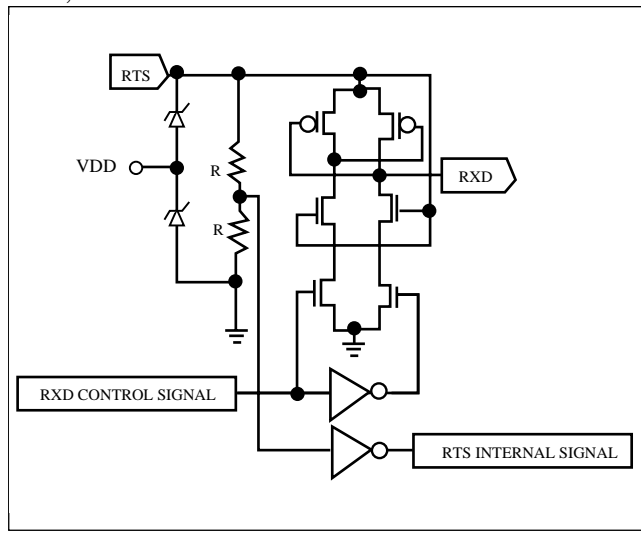 RTS
VDD
R
RXD
R
RXD CONTROL SIGNAL
RTS INTERNAL SIGNAL